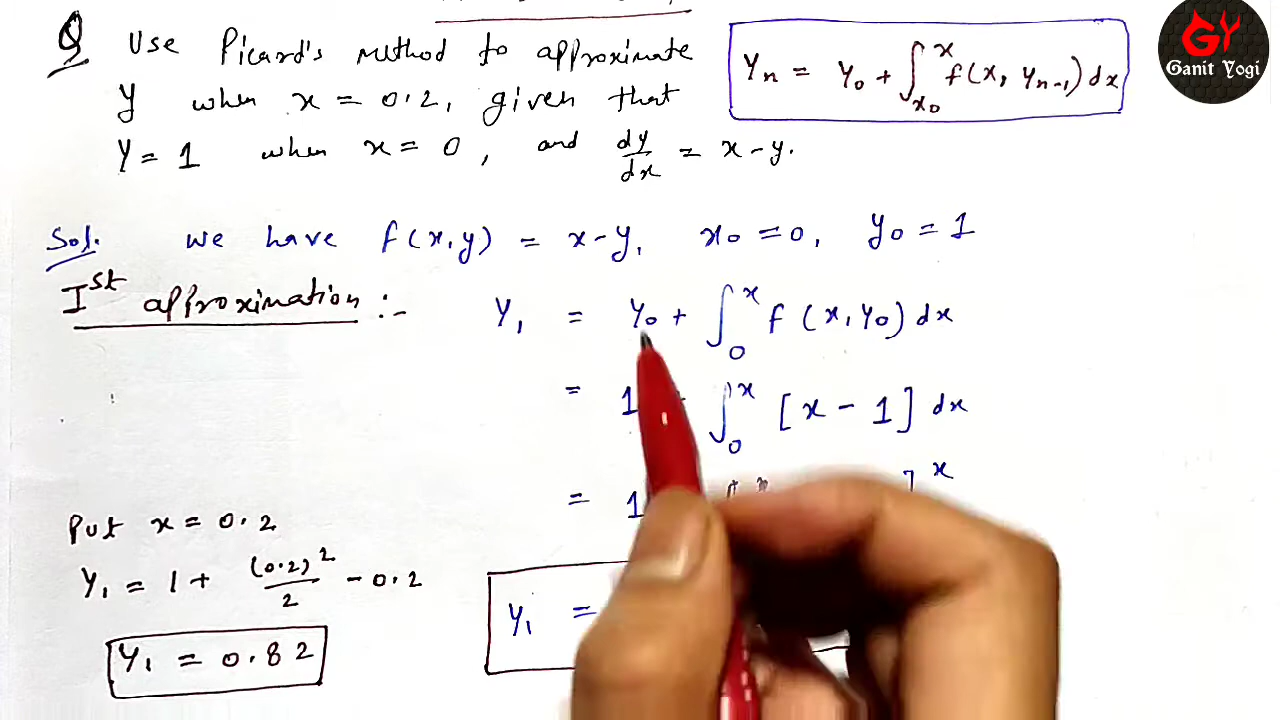 Q Use Picard's method to approximate
y when x = 0.2, given that
y = 1 when x = 0, and dy/dx = x - y.
Yn = Y0 + ∫_{x0}^{x} f(x, Yn-1) dx
GY
Ganit Yogi
Sol. We have f(x,y) = x-y, x0 = 0, y0 = 1
Ist approximation :- Y1 = Y0 + ∫_0^x f(x, Y0) dx
= 1 ∫_0^x [x - 1] dx
= 1 ]^x
Put x = 0.2
Y1 = 1 + (0.2)^2/2 - 0.2
Y1 = 0.82
Y1 =